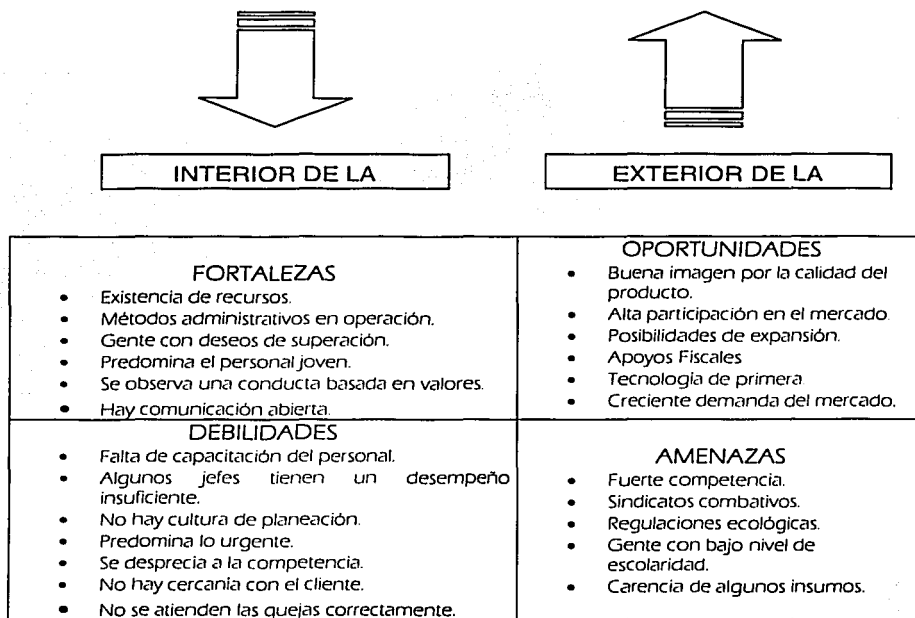 INTERIOR DE LA
EXTERIOR DE LA
FORTALEZAS
• Existencia de recursos.
• Métodos administrativos en operación.
• Gente con deseos de superación.
• Predomina el personal joven.
• Se observa una conducta basada en valores.
• Hay comunicación abierta.
OPORTUNIDADES
• Buena imagen por la calidad del
producto.
• Alta participación en el mercado.
• Posibilidades de expansión.
• Apoyos Fiscales
• Tecnología de primera
• Creciente demanda del mercado.
DEBILIDADES
• Falta de capacitación del personal.
• Algunos jefes tienen un desempeño
insuficiente.
• No hay cultura de planeación.
• Predomina lo urgente.
• Se desprecia a la competencia.
• No hay cercanía con el cliente.
• No se atienden las quejas correctamente.
AMENAZAS
• Fuerte competencia.
• Sindicatos combativos.
• Regulaciones ecológicas.
• Gente con bajo nivel de
escolaridad.
• Carencia de algunos insumos.